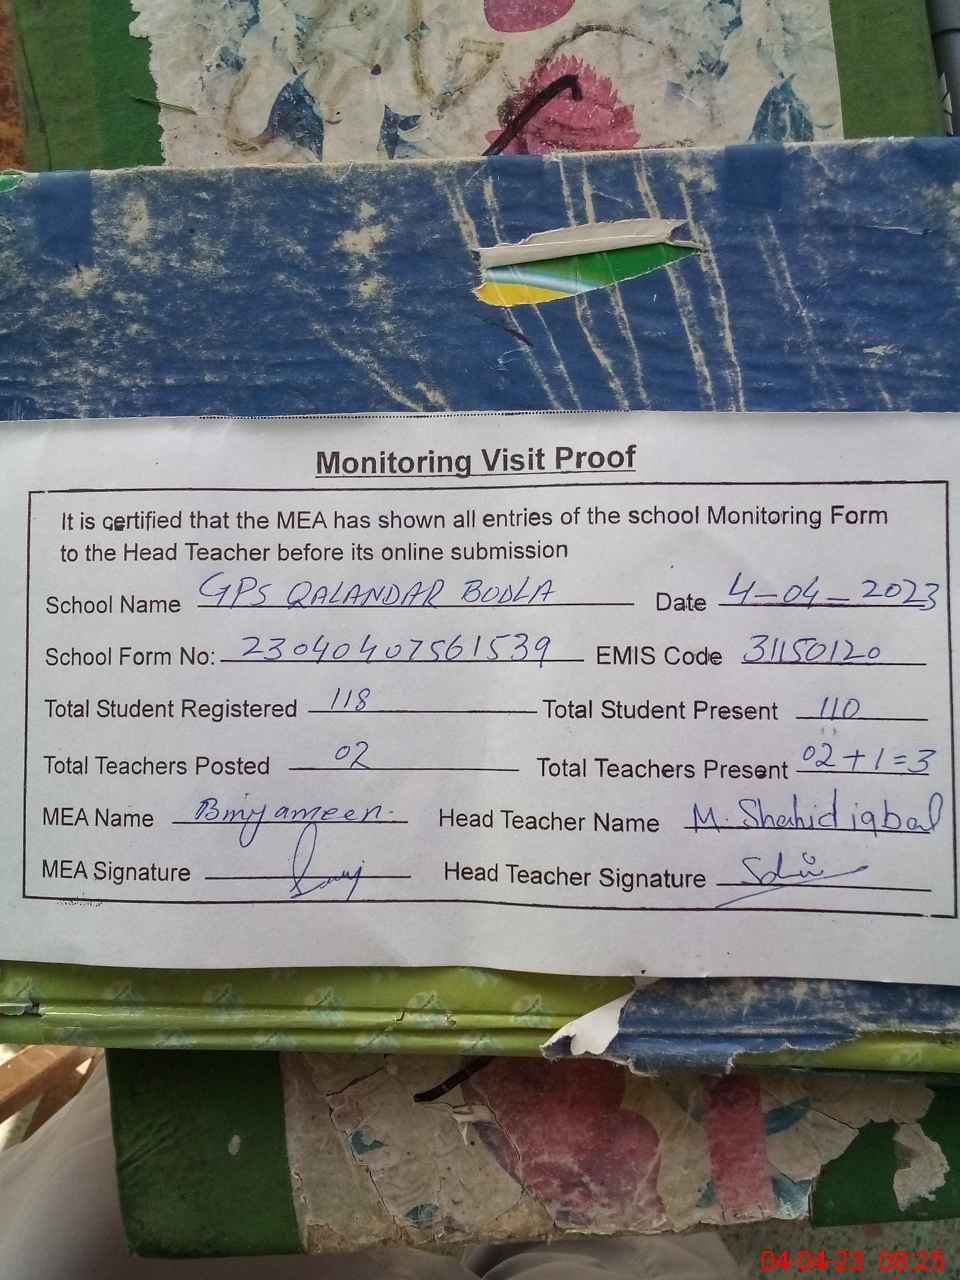 Monitoring Visit Proof
It is certified that the MEA has shown all entries of the school Monitoring Form
to the Head Teacher before its online submission
School Name GPS QALANDAR BODLA Date 4-04-2023
School Form No: 23040407561539 EMIS Code 31150120
Total Student Registered 118 Total Student Present 110
Total Teachers Posted 02 Total Teachers Present 02+1=3
MEA Name Binyameen. Head Teacher Name M. Shahid iqbal
MEA Signature Head Teacher Signature
04-04-23 08:25